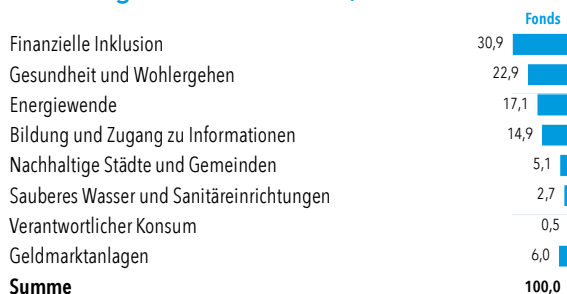 Fonds
Finanzielle Inklusion 30,9
Gesundheit und Wohlergehen 22,9
Energiewende 17,1
Bildung und Zugang zu Informationen 14,9
Nachhaltige Städte und Gemeinden 5,1
Sauberes Wasser und Sanitäreinrichtungen 2,7
Verantwortlicher Konsum 0,5
Geldmarktanlagen 6,0
Summe 100,0